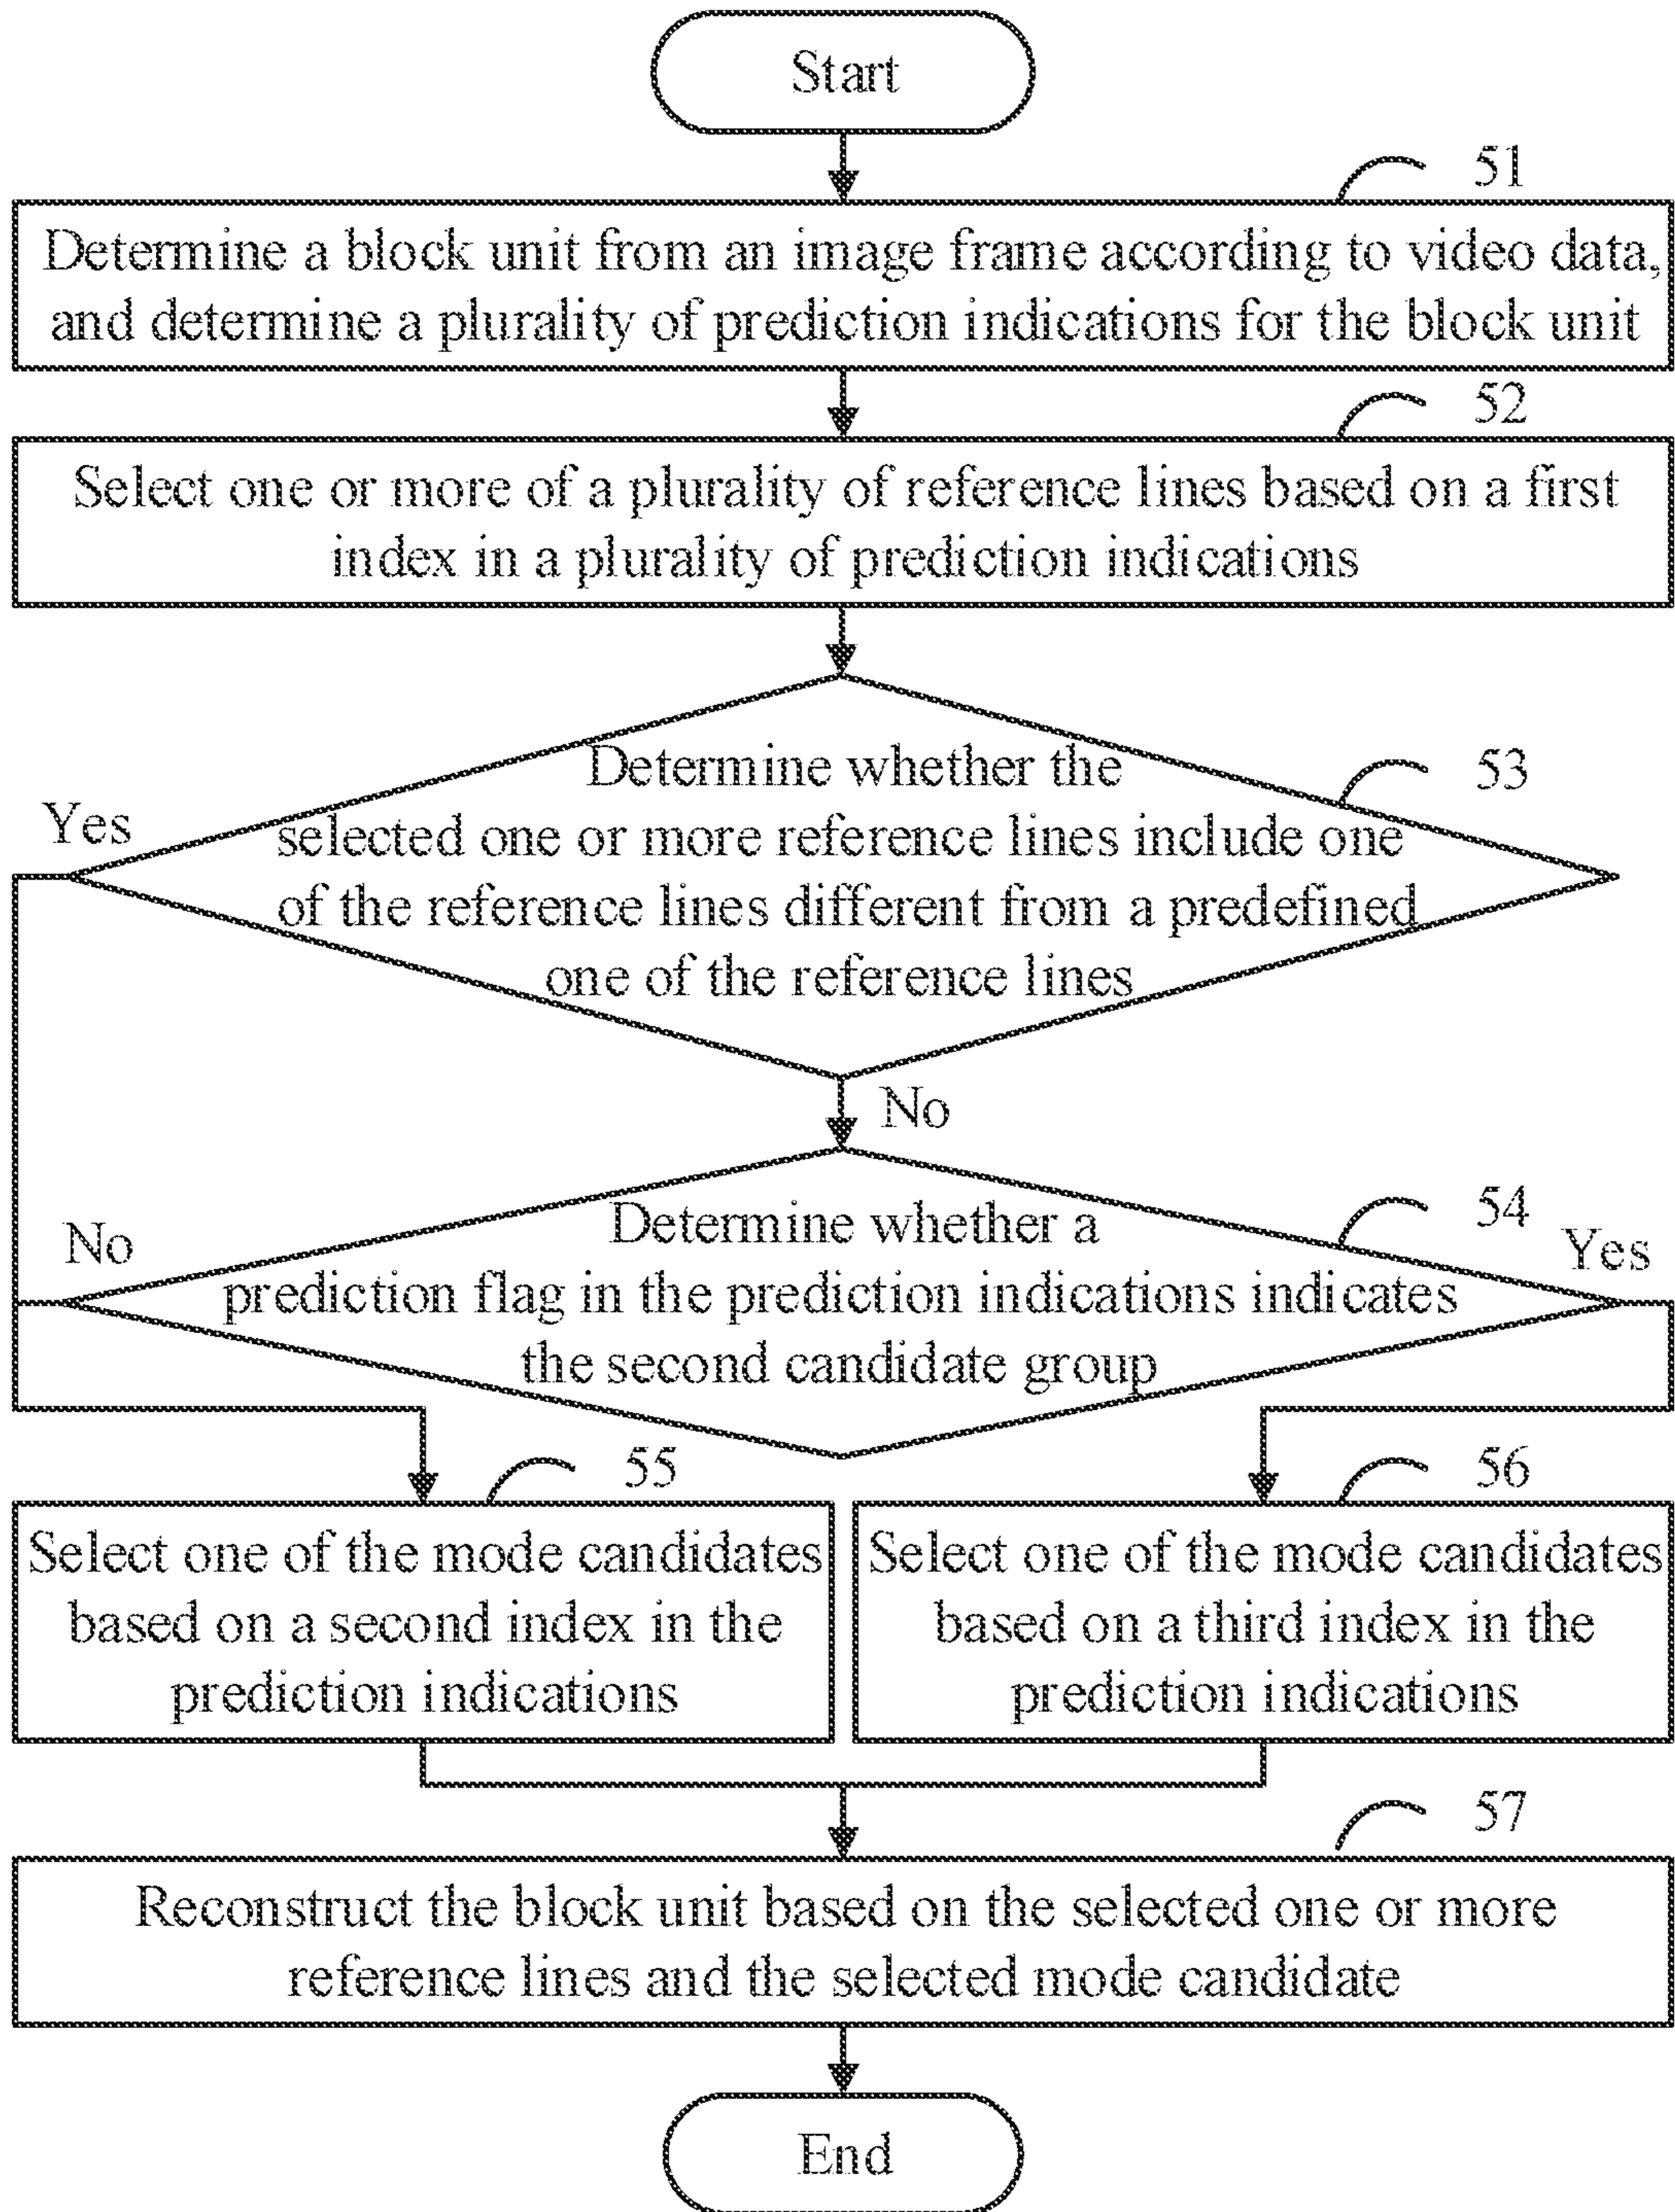 Start
51
Determine a block unit from an image frame according to video data,
and determine a plurality of prediction indications for the block unit
52
Select one or more of a plurality of reference lines based on a first
index in a plurality of prediction indications
53
Determine whether the
Yes
selected one or more reference lines include one
of the reference lines different from a predefined
one of the reference lines
No
54
Determine whether a
No
Yes
prediction flag in the prediction indications indicates
the second candidate group
55
Select one of the mode candidates
based on a second index in the
prediction indications
56
Select one of the mode candidates
based on a third index in the
prediction indications
57
Reconstruct the block unit based on the selected one or more
reference lines and the selected mode candidate
End